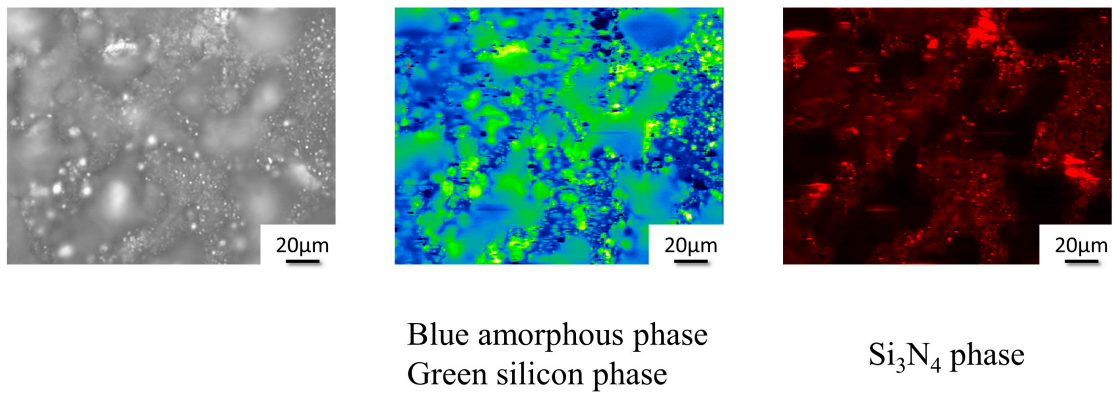 20μm
20μm
20μm
Blue amorphous phase
Green silicon phase
Si₃N₄ phase